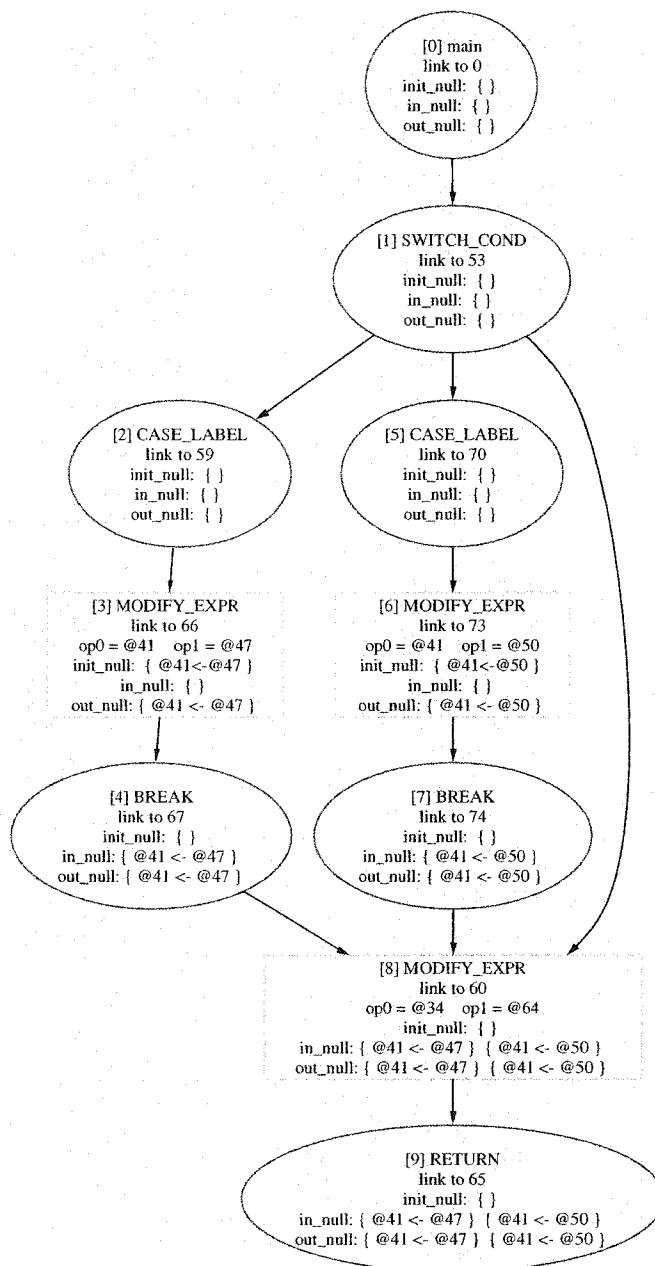 [0] main
link to 0
init_null: { }
in_null: { }
out_null: { }
[1] SWITCH_COND
link to 53
init_null: { }
in_null: { }
out_null: { }
[2] CASE_LABEL
link to 59
init_null: { }
in_null: { }
out_null: { }
[5] CASE_LABEL
link to 70
init_null: { }
in_null: { }
out_null: { }
[3] MODIFY_EXPR
link to 66
op0 = @41 op1 = @47
init_null: { @41<-@47 }
in_null: { }
out_null: { @41 <- @47 }
[6] MODIFY_EXPR
link to 73
op0 = @41 op1 = @50
init_null: { @41<-@50 }
in_null: { }
out_null: { @41 <- @50 }
[4] BREAK
link to 67
init_null: { }
in_null: { @41 <- @47 }
out_null: { @41 <- @47 }
[7] BREAK
link to 74
init_null: { }
in_null: { @41 <- @50 }
out_null: { @41 <- @50 }
[8] MODIFY_EXPR
link to 60
op0 = @34 op1 = @64
init_null: { }
in_null: { @41 <- @47 } { @41 <- @50 }
out_null: { @41 <- @47 } { @41 <- @50 }
[9] RETURN
link to 65
init_null: { }
in_null: { @41 <- @47 } { @41 <- @50 }
out_null: { @41 <- @47 } { @41 <- @50 }